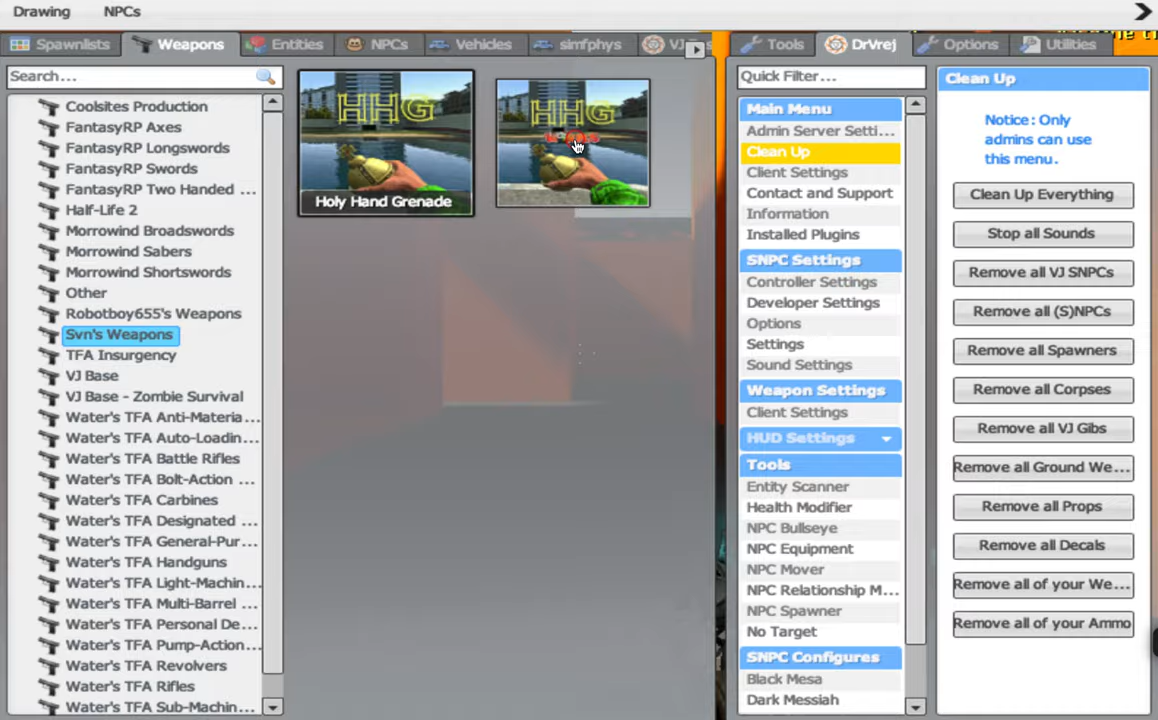 Drawing NPCs
Spawnlists Weapons Entities NPCs Vehicles simfphys
Tools DrVrej Options Utilities
Search...
Coolsites Production
FantasyRP Axes
FantasyRP Longswords
FantasyRP Swords
FantasyRP Two Handed ...
Half-Life 2
Morrowind Broadswords
Morrowind Sabers
Morrowind Shortswords
Other
Robotboy655's Weapons
Svn's Weapons
TFA Insurgency
VJ Base
VJ Base - Zombie Survival
Water's TFA Anti-Materia...
Water's TFA Auto-Loadin...
Water's TFA Battle Rifles
Water's TFA Bolt-Action ...
Water's TFA Carbines
Water's TFA Designated ...
Water's TFA General-Pur...
Water's TFA Handguns
Water's TFA Light-Machin...
Water's TFA Multi-Barrel ...
Water's TFA Personal De...
Water's TFA Pump-Action...
Water's TFA Revolvers
Water's TFA Rifles
Water's TFA Sub-Machin...
HHG
Holy Hand Grenade
HHG
Quick Filter...
Main Menu
Admin Server Setti...
Clean Up
Client Settings
Contact and Support
Information
Installed Plugins
SNPC Settings
Controller Settings
Developer Settings
Options
Settings
Sound Settings
Weapon Settings
Client Settings
HUD Settings
Tools
Entity Scanner
Health Modifier
NPC Bullseye
NPC Equipment
NPC Mover
NPC Relationship M...
NPC Spawner
No Target
SNPC Configures
Black Mesa
Dark Messiah
Clean Up
Notice: Only
admins can use
this menu.
Clean Up Everything
Stop all Sounds
Remove all VJ SNPCs
Remove all (S)NPCs
Remove all Spawners
Remove all Corpses
Remove all VJ Gibs
Remove all Ground We...
Remove all Props
Remove all Decals
Remove all of your We...
Remove all of your Ammo